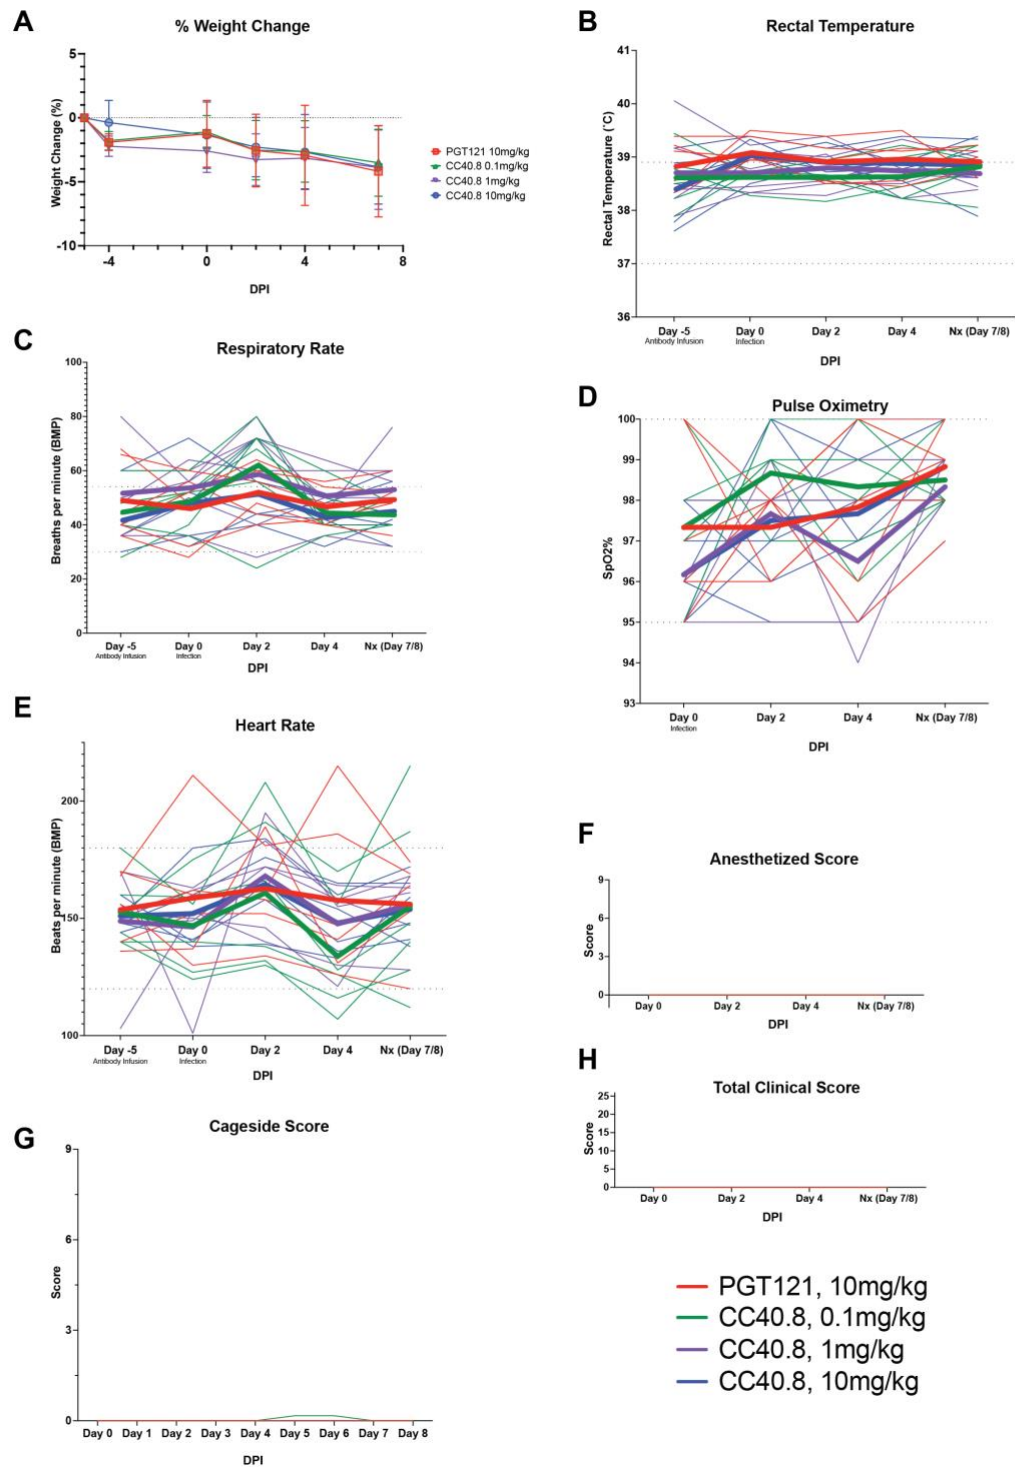 A
% Weight Change
5
0
-5
-10
Weight Change (%)
-4
0
4
8
DPI
PGT121 10mg/kg
CC40.8 0.1mg/kg
CC40.8 1mg/kg
CC40.8 10mg/kg
B
Rectal Temperature
41
40
39
38
37
36
Rectal Temperature (˚C)
Day -5
Antibody Infusion
Day 0
Infection
Day 2
Day 4
Nx (Day 7/8)
DPI
C
Respiratory Rate
100
80
60
40
20
0
Breaths per minute (BMP)
Day -5
Antibody Infusion
Day 0
Infection
Day 2
Day 4
Nx (Day 7/8)
DPI
D
Pulse Oximetry
100
99
98
97
96
95
94
93
SpO2%
Day 0
Infection
Day 2
Day 4
Nx (Day 7/8)
DPI
E
Heart Rate
200
150
100
Beats per minute (BMP)
Day -5
Antibody Infusion
Day 0
Infection
Day 2
Day 4
Nx (Day 7/8)
DPI
F
Anesthetized Score
9
6
3
0
Score
Day 0
Day 2
Day 4
Nx (Day 7/8)
DPI
H
Total Clinical Score
25
20
15
10
5
0
Score
Day 0
Day 2
Day 4
Nx (Day 7/8)
DPI
G
Cageside Score
9
6
3
0
Score
Day 0 Day 1 Day 2 Day 3 Day 4 Day 5 Day 6 Day 7 Day 8
DPI
PGT121, 10mg/kg
CC40.8, 0.1mg/kg
CC40.8, 1mg/kg
CC40.8, 10mg/kg